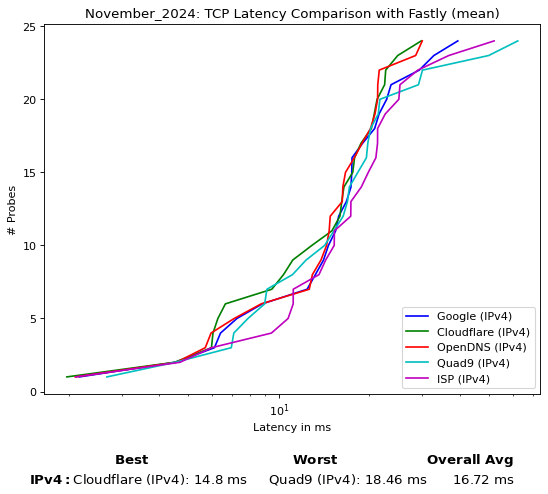 November_2024: TCP Latency Comparison with Fastly (mean)
25
20
15
10
5
0
# Probes
10¹
Latency in ms
Google (IPv4)
Cloudflare (IPv4)
OpenDNS (IPv4)
Quad9 (IPv4)
ISP (IPv4)
Best Worst Overall Avg
IPv4: Cloudflare (IPv4): 14.8 ms Quad9 (IPv4): 18.46 ms 16.72 ms